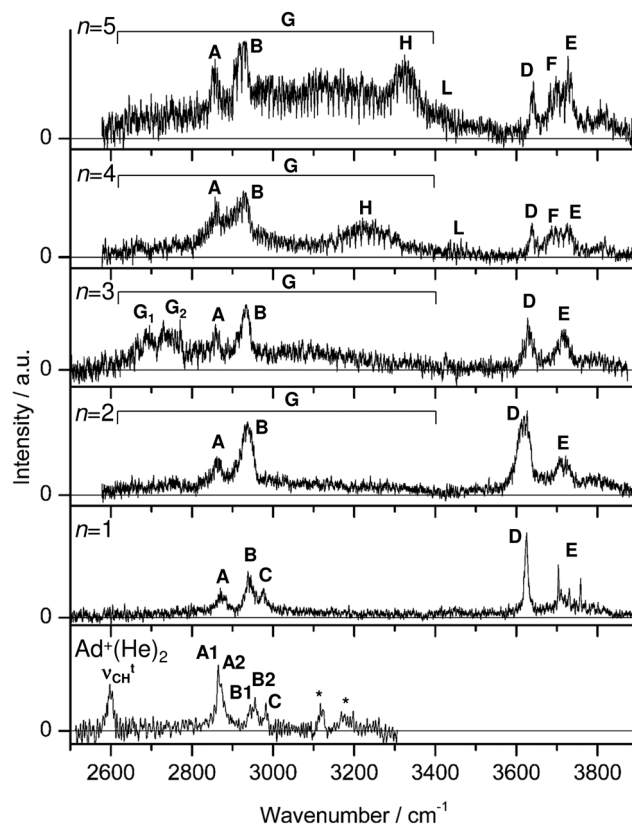 G
n=5
A
B
H
L
D
F
E
0
G
n=4
A
B
H
L
D
F
E
0
G
n=3
G1
G2
A
B
D
E
0
G
n=2
A
B
D
E
0
n=1
A
B
C
D
E
0
Ad⁺(He)₂
νCHᵗ
A1
A2
B1
B2
C
*
*
0
2600 2800 3000 3200 3400 3600 3800
Wavenumber / cm⁻¹
Intensity / a.u.